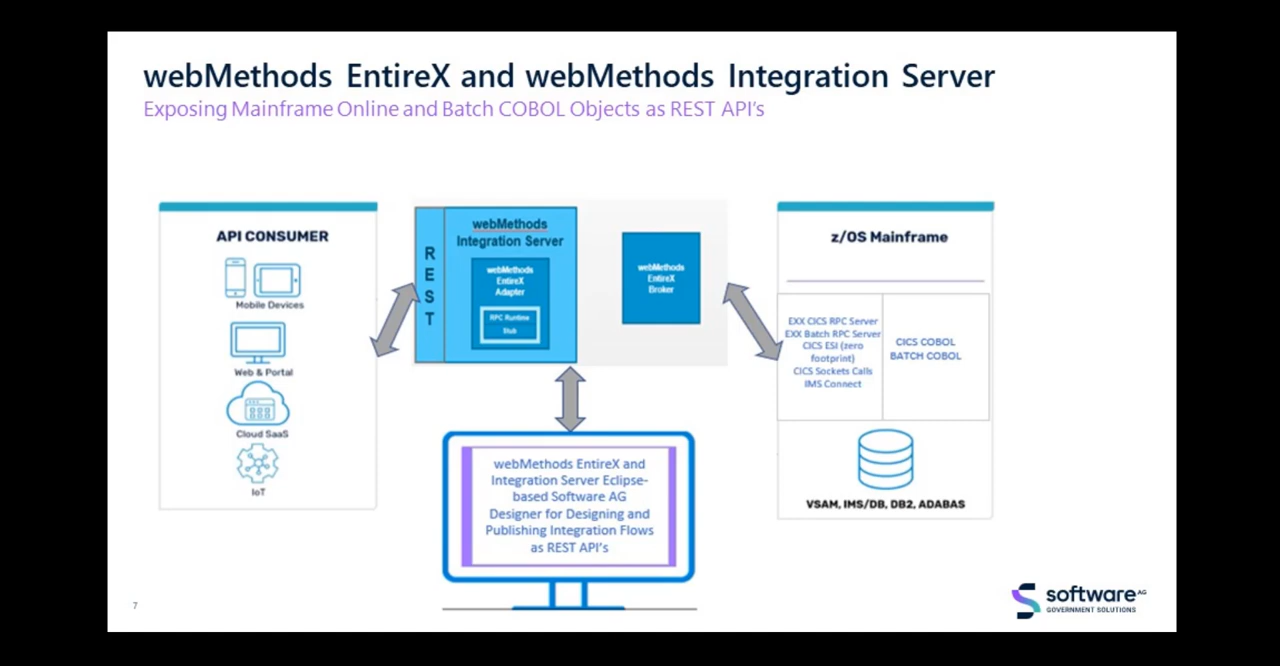 webMethods EntireX and webMethods Integration Server
Exposing Mainframe Online and Batch COBOL Objects as REST API's
API CONSUMER
Mobile Devices
Web & Portal
Cloud SaaS
IoT
R
E
S
T
webMethods
Integration Server
webMethods
EntireX
Adapter
RPC Runtime
Stub
webMethods
EntireX
Broker
z/OS Mainframe
EXX CICS RPC Server
EXX Batch RPC Server
CICS ESI (zero
footprint)
CICS Sockets Calls
IMS Connect
CICS COBOL
BATCH COBOL
VSAM, IMS/DB, DB2, ADABAS
webMethods EntireX and
Integration Server Eclipse-
based Software AG
Designer for Designing and
Publishing Integration Flows
as REST API's
7
software AG
GOVERNMENT SOLUTIONS